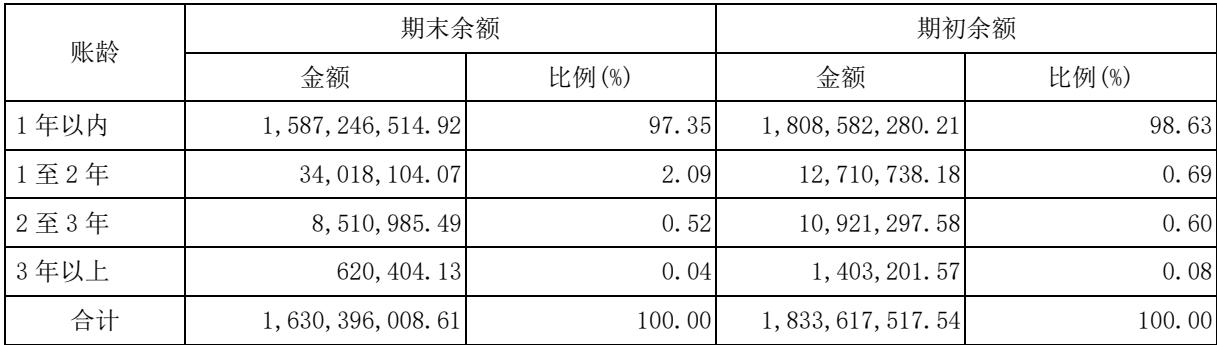 账龄 期末余额 期初余额
金额 比例(%) 金额 比例(%)
1年以内 1,587,246,514.92 97.35 1,808,582,280.21 98.63
1至2年 34,018,104.07 2.09 12,710,738.18 0.69
2至3年 8,510,985.49 0.52 10,921,297.58 0.60
3年以上 620,404.13 0.04 1,403,201.57 0.08
合计 1,630,396,008.61 100.00 1,833,617,517.54 100.00